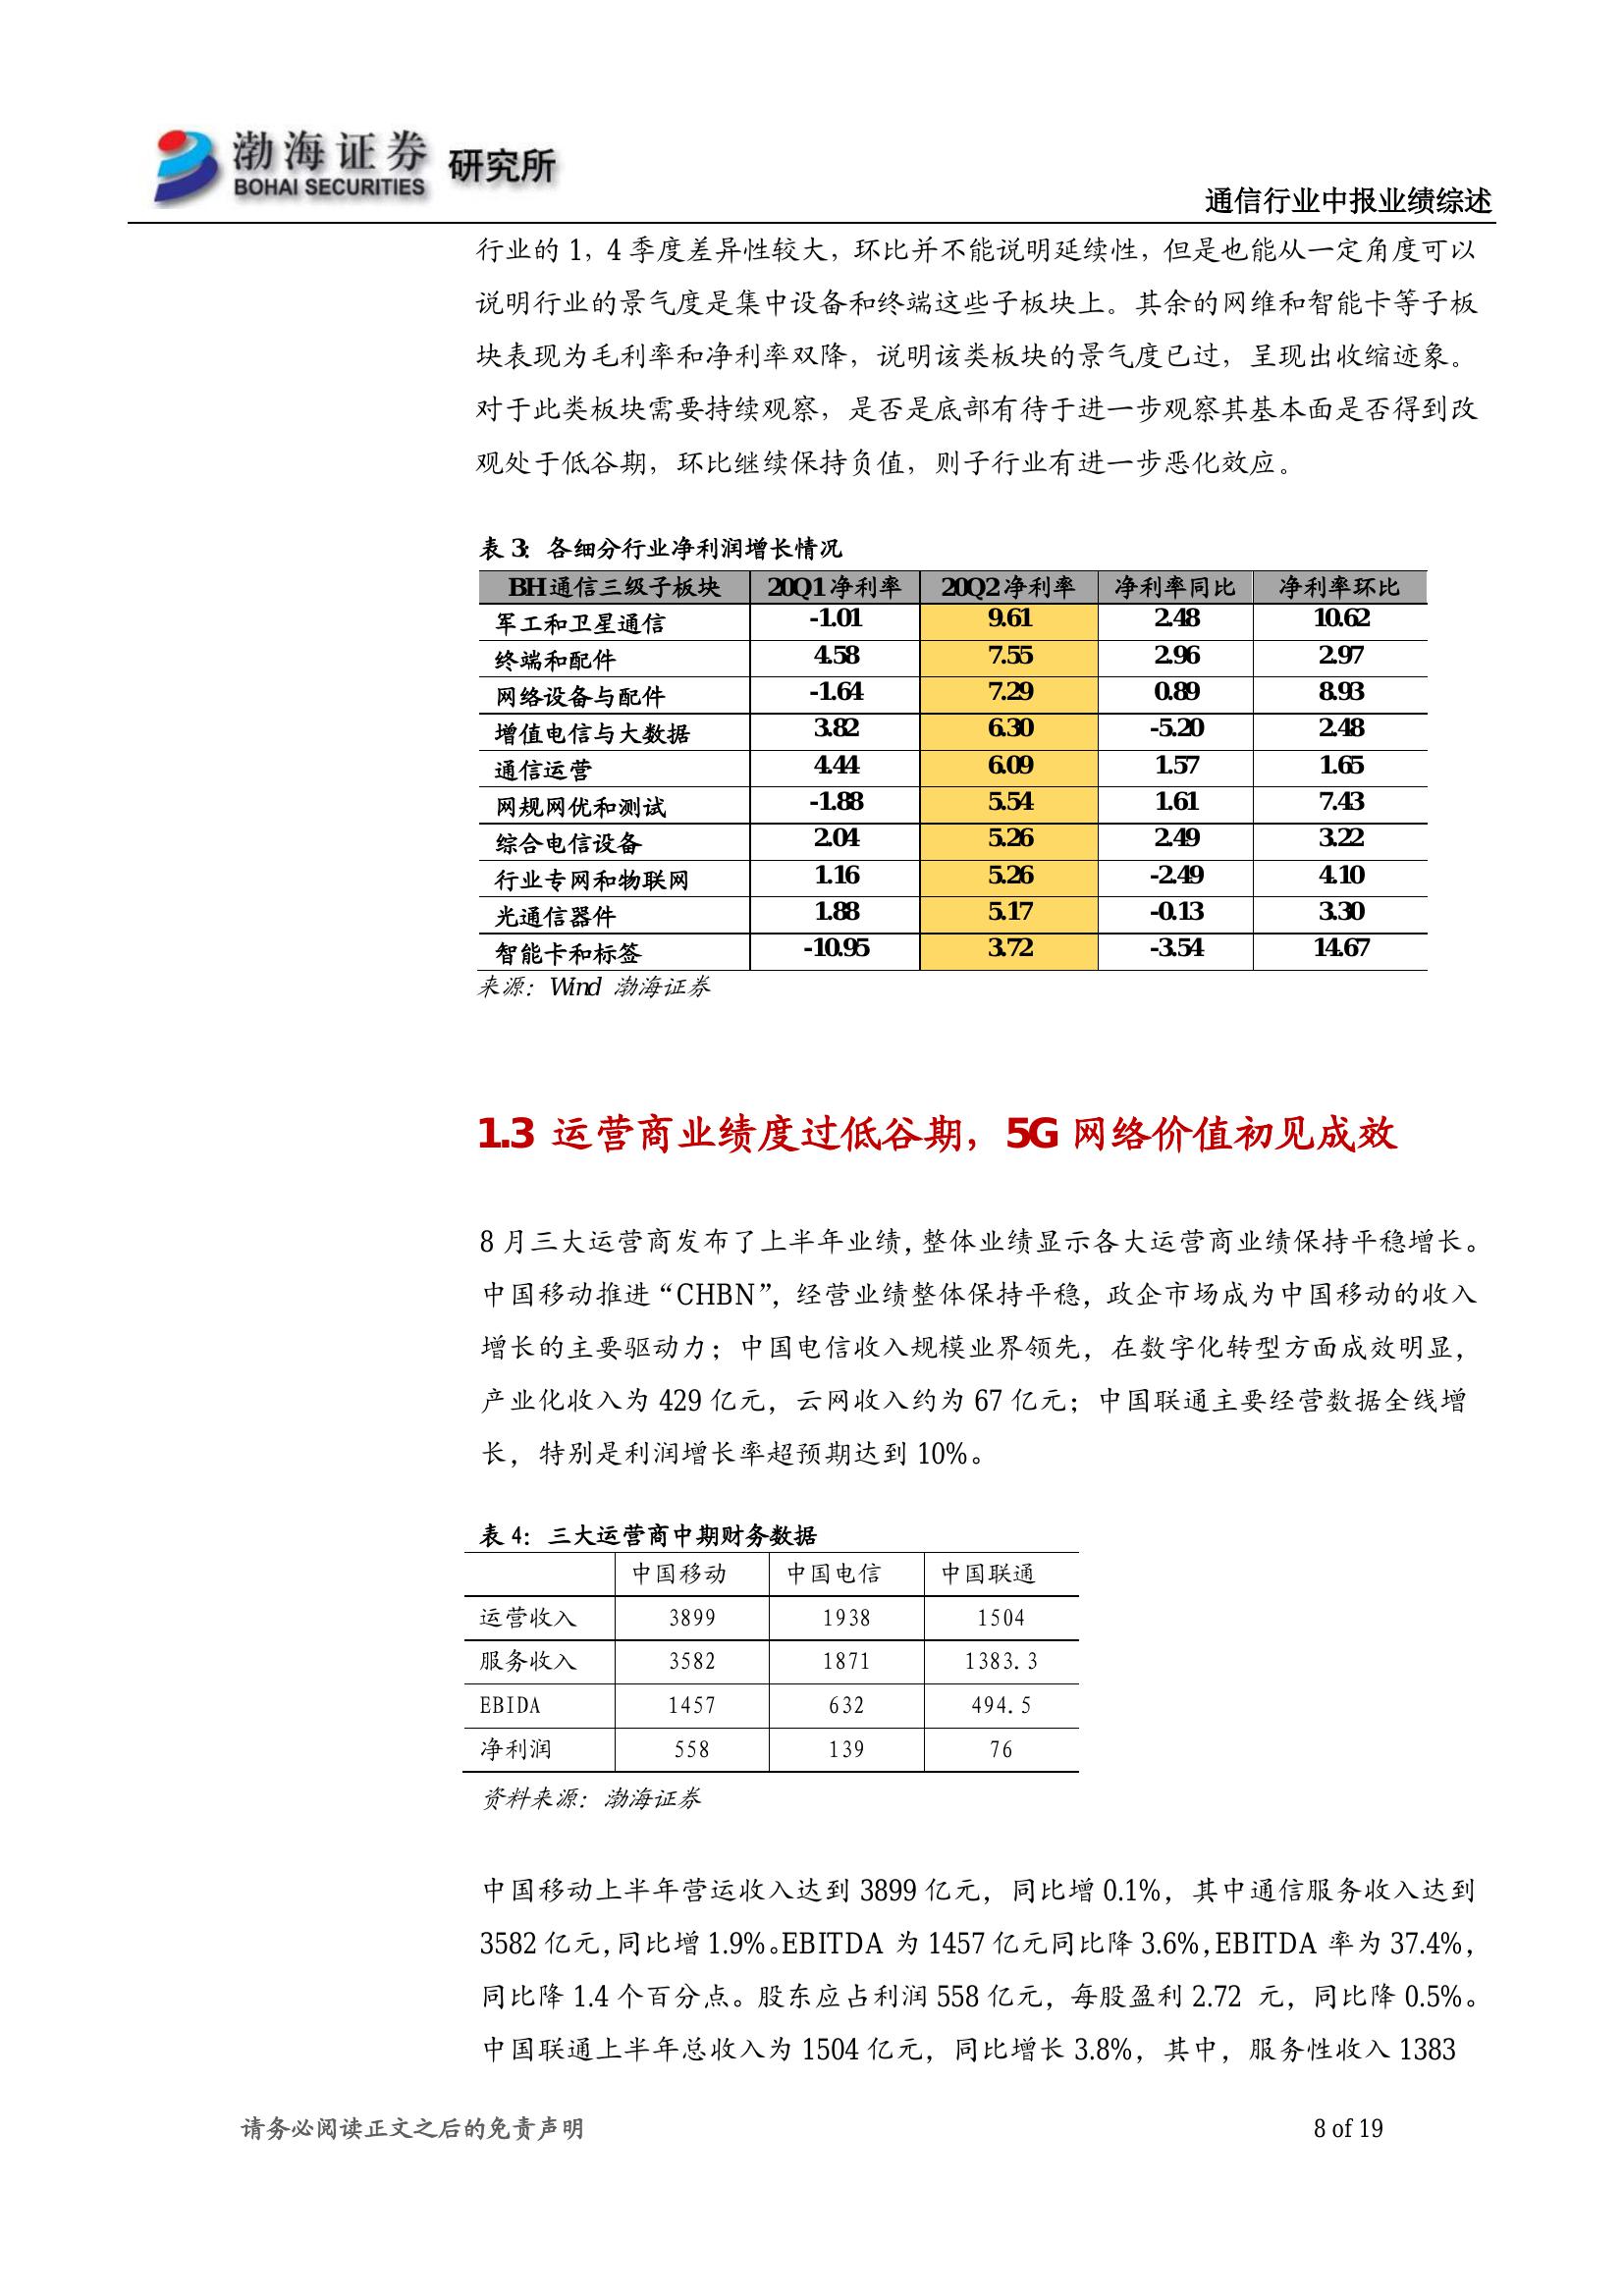 渤海证券 研究所
BOHAI SECURITIES
通信行业中报业绩综述
行业的 1，4 季度差异性较大，环比并不能说明延续性，但是也能从一定角度可以
说明行业的景气度是集中设备和终端这些子板块上。其余的网维和智能卡等子板
块表现为毛利率和净利率双降，说明该类板块的景气度已过，呈现出收缩迹象。
对于此类板块需要持续观察，是否是底部有待于进一步观察其基本面是否得到改
观处于低谷期，环比继续保持负值，则子行业有进一步恶化效应。
表 3：各细分行业净利润增长情况
BH 通信三级子板块 20Q1 净利率 20Q2 净利率 净利率同比 净利率环比
军工和卫星通信 -1.01 9.61 2.48 10.62
终端和配件 4.58 7.55 2.96 2.97
网络设备与配件 -1.64 7.29 0.89 8.93
增值电信与大数据 3.82 6.30 -5.20 2.48
通信运营 4.44 6.09 1.57 1.65
网规网优和测试 -1.88 5.54 1.61 7.43
综合电信设备 2.04 5.26 2.49 3.22
行业专网和物联网 1.16 5.26 -2.49 4.10
光通信器件 1.88 5.17 -0.13 3.30
智能卡和标签 -10.95 3.72 -3.54 14.67
来源：Wind 渤海证券
1.3 运营商业绩度过低谷期，5G 网络价值初见成效
8 月三大运营商发布了上半年业绩，整体业绩显示各大运营商业绩保持平稳增长。
中国移动推进“CHBN”，经营业绩整体保持平稳，政企市场成为中国移动的收入
增长的主要驱动力；中国电信收入规模业界领先，在数字化转型方面成效明显，
产业化收入为 429 亿元，云网收入约为 67 亿元；中国联通主要经营数据全线增
长，特别是利润增长率超预期达到 10%。
表 4：三大运营商中期财务数据
中国移动 中国电信 中国联通
运营收入 3899 1938 1504
服务收入 3582 1871 1383.3
EBIDA 1457 632 494.5
净利润 558 139 76
资料来源：渤海证券
中国移动上半年营运收入达到 3899 亿元，同比增 0.1%，其中通信服务收入达到
3582 亿元，同比增 1.9%。EBITDA 为 1457 亿元同比降 3.6%，EBITDA 率为 37.4%，
同比降 1.4 个百分点。股东应占利润 558 亿元，每股盈利 2.72 元，同比降 0.5%。
中国联通上半年总收入为 1504 亿元，同比增长 3.8%，其中，服务性收入 1383
请务必阅读正文之后的免责声明 8 of 19